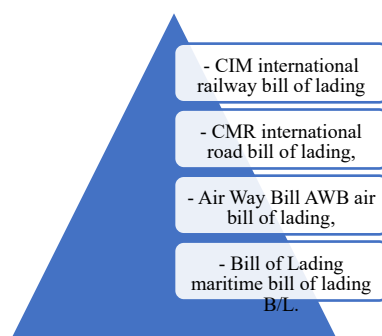 - CIM international
railway bill of lading
- CMR international
road bill of lading,
- Air Way Bill AWB air
bill of lading,
- Bill of Lading
maritime bill of lading
B/L.